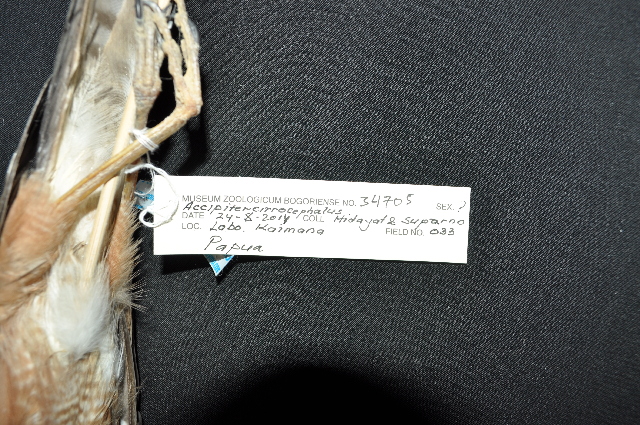 MUSEUM ZOOLOGICUM BOGORIENSE NO. 34705 SEX. ?
Accipiter cirrocephalus
DATE 24-8-2014 COLL Hidayat & Suparno
LOC. Lobo. Kaimana FIELD NO. 033
Papua